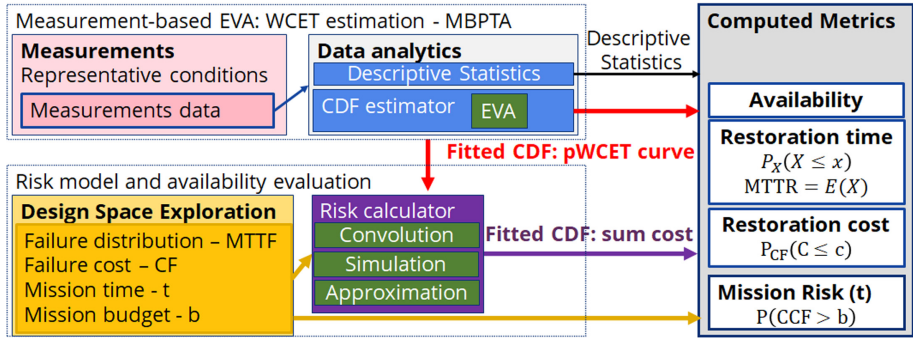 Measurement-based EVA: WCET estimation - MBPTA
Measurements
Representative conditions
Measurements data
Data analytics
Descriptive Statistics
CDF estimator
EVA
Descriptive
Statistics
Fitted CDF: pWCET curve
Risk model and availability evaluation
Design Space Exploration
Failure distribution – MTTF
Failure cost – CF
Mission time - t
Mission budget - b
Risk calculator
Convolution
Simulation
Approximation
Fitted CDF: sum cost
Computed Metrics
Availability
Restoration time
P_X(X ≤ x)
MTTR = E(X)
Restoration cost
P_CF(C ≤ c)
Mission Risk (t)
P(CCF > b)